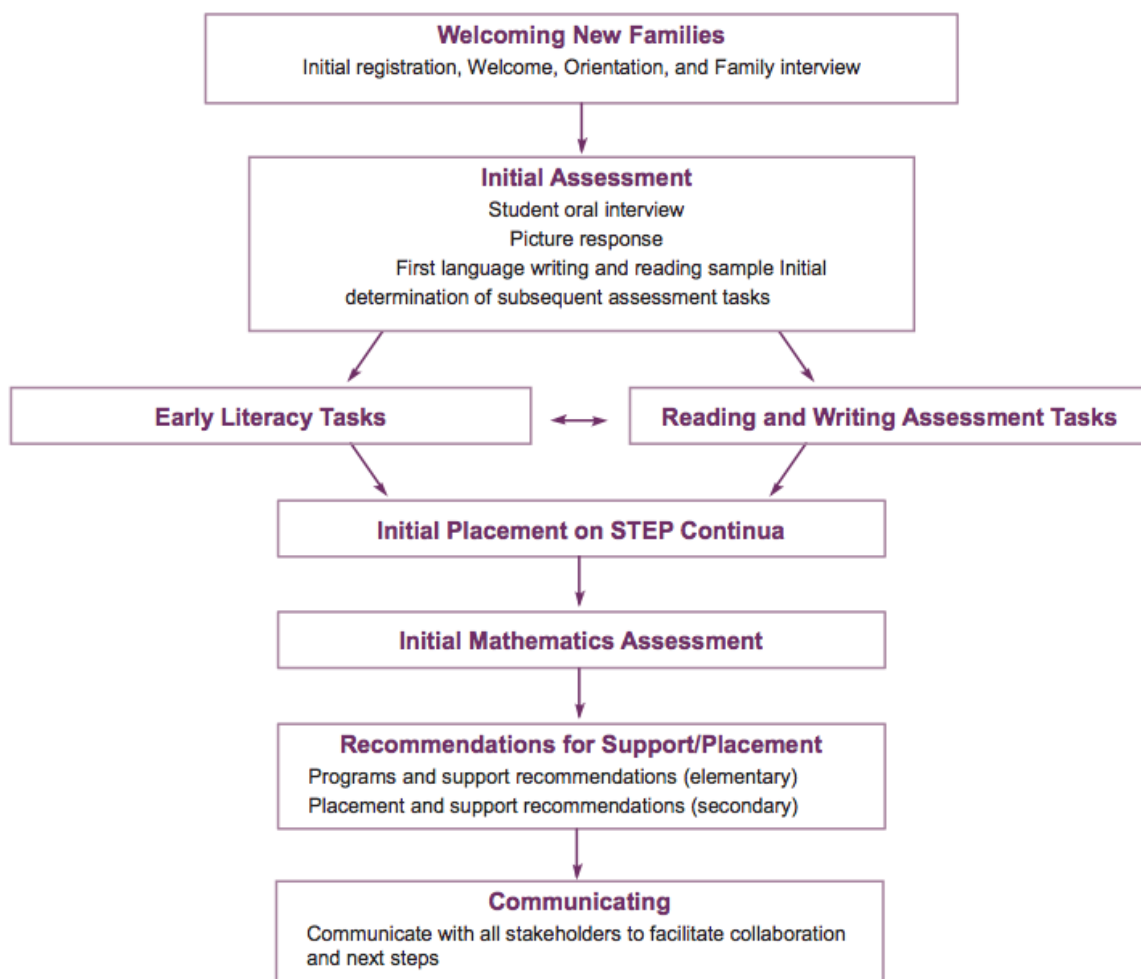 Welcoming New Families
Initial registration, Welcome, Orientation, and Family interview
Initial Assessment
Student oral interview
Picture response
First language writing and reading sample Initial
determination of subsequent assessment tasks
Early Literacy Tasks
Reading and Writing Assessment Tasks
Initial Placement on STEP Continua
Initial Mathematics Assessment
Recommendations for Support/Placement
Programs and support recommendations (elementary)
Placement and support recommendations (secondary)
Communicating
Communicate with all stakeholders to facilitate collaboration
and next steps